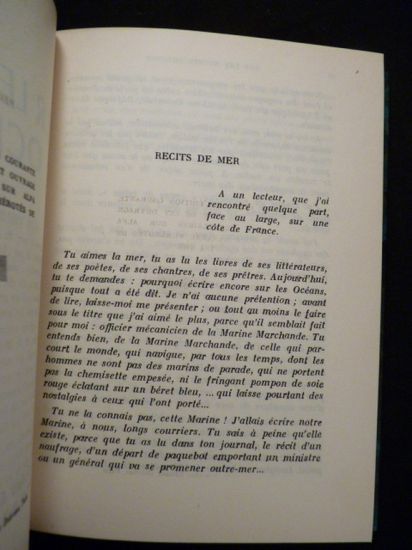 COURANTE
T OUVRAGE
SUR ALFA
MÉROTÉS DE
RECITS DE MER
A un lecteur, que j'ai
rencontré quelque part,
face au large, sur une
côte de France.
Tu aimes la mer, tu as lu les livres de ses littérateurs,
de ses poètes, de ses chantres, de ses prêtres. Aujourd'hui,
tu te demandes : pourquoi écrire encore sur les Océans,
puisque tout a été dit. Je n'ai aucune prétention ; avant
de lire, laisse-moi me présenter ; ou tout au moins le faire
sous le titre que j'ai aimé le plus, parce qu'il semblait fait
pour moi : officier mécanicien de la Marine Marchande. Tu
entends bien, de la Marine Marchande, de celle qui par-
court le monde, qui navigue, par tous les temps, dont les
hommes ne sont pas des marins de parade, qui ne portent
pas la chemisette empesée, ni le fringant pompon de soie
rouge éclatant sur un béret bleu, ... qui laisse pourtant des
nostalgies à ceux qui l'ont porté...
Tu ne la connais pas, cette Marine ! J'allais écrire notre
Marine, à nous, longs courriers. Tu sais à peine qu'elle
existe, parce que tu as lu dans ton journal, le récit d'un
naufrage, d'un départ de paquebot emportant un ministre
ou un général qui va se promener outre-mer...